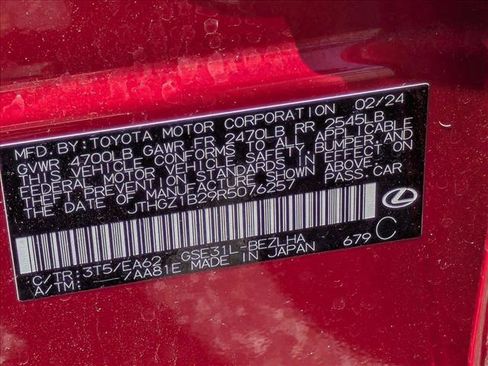 MFD.BY: TOYOTA MOTOR CORPORATION 02/24
GVWR 4700LB GAWR FR 2470LB RR 2545LB
THIS VEHICLE CONFORMS TO ALL APPLICABLE
FEDERAL MOTOR VEHICLE SAFETY, BUMPER, AND
THEFT PREVENTION STANDARDS IN EFFECT ON
THE DATE OF MANUFACTURE SHOWN ABOVE.
JTHGZ1B29R5076257 PASS.CAR
679 C
C/TR: 3T5/EA62 GSE31L-BEZLHA
A/TM: -/AA81E MADE IN JAPAN